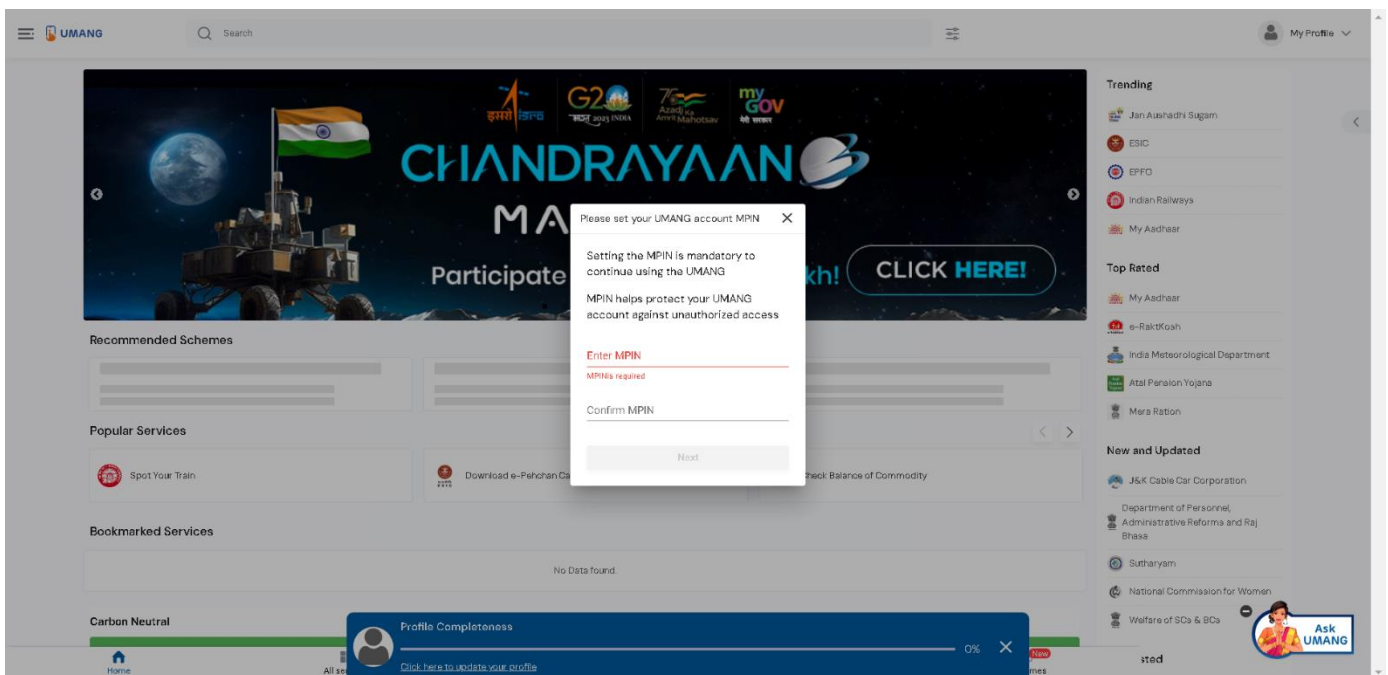 UMANG
Search
My Profile
इसरो isro
G20
भारत 2023 INDIA
Azadi Ka
Amrit Mahotsav
my
GOV
मेरी सरकार
CHANDRAYAAN 3
MA
Participate
kh!
CLICK HERE!
Please set your UMANG account MPIN
Setting the MPIN is mandatory to
continue using the UMANG
MPIN helps protect your UMANG
account against unauthorized access
Enter MPIN
MPINis required
Confirm MPIN
Next
Recommended Schemes
Popular Services
Spot Your Train
Download e-Pehchan Ca
heck Balance of Commodity
Bookmarked Services
No Data found.
Carbon Neutral
Profile Completeness
0%
Click here to update your profile
Home
All se
New
mes
Trending
Jan Aushadhi Sugam
ESIC
EPFO
Indian Railways
My Aadhaar
Top Rated
My Aadhaar
e-RaktKosh
India Meteorological Department
Atal Pension Yojana
Mera Ration
New and Updated
J&K Cable Car Corporation
Department of Personnel,
Administrative Reforms and Raj
Bhasa
Sutharyam
National Commission for Women
Welfare of SCs & BCs
Ask
UMANG
sted